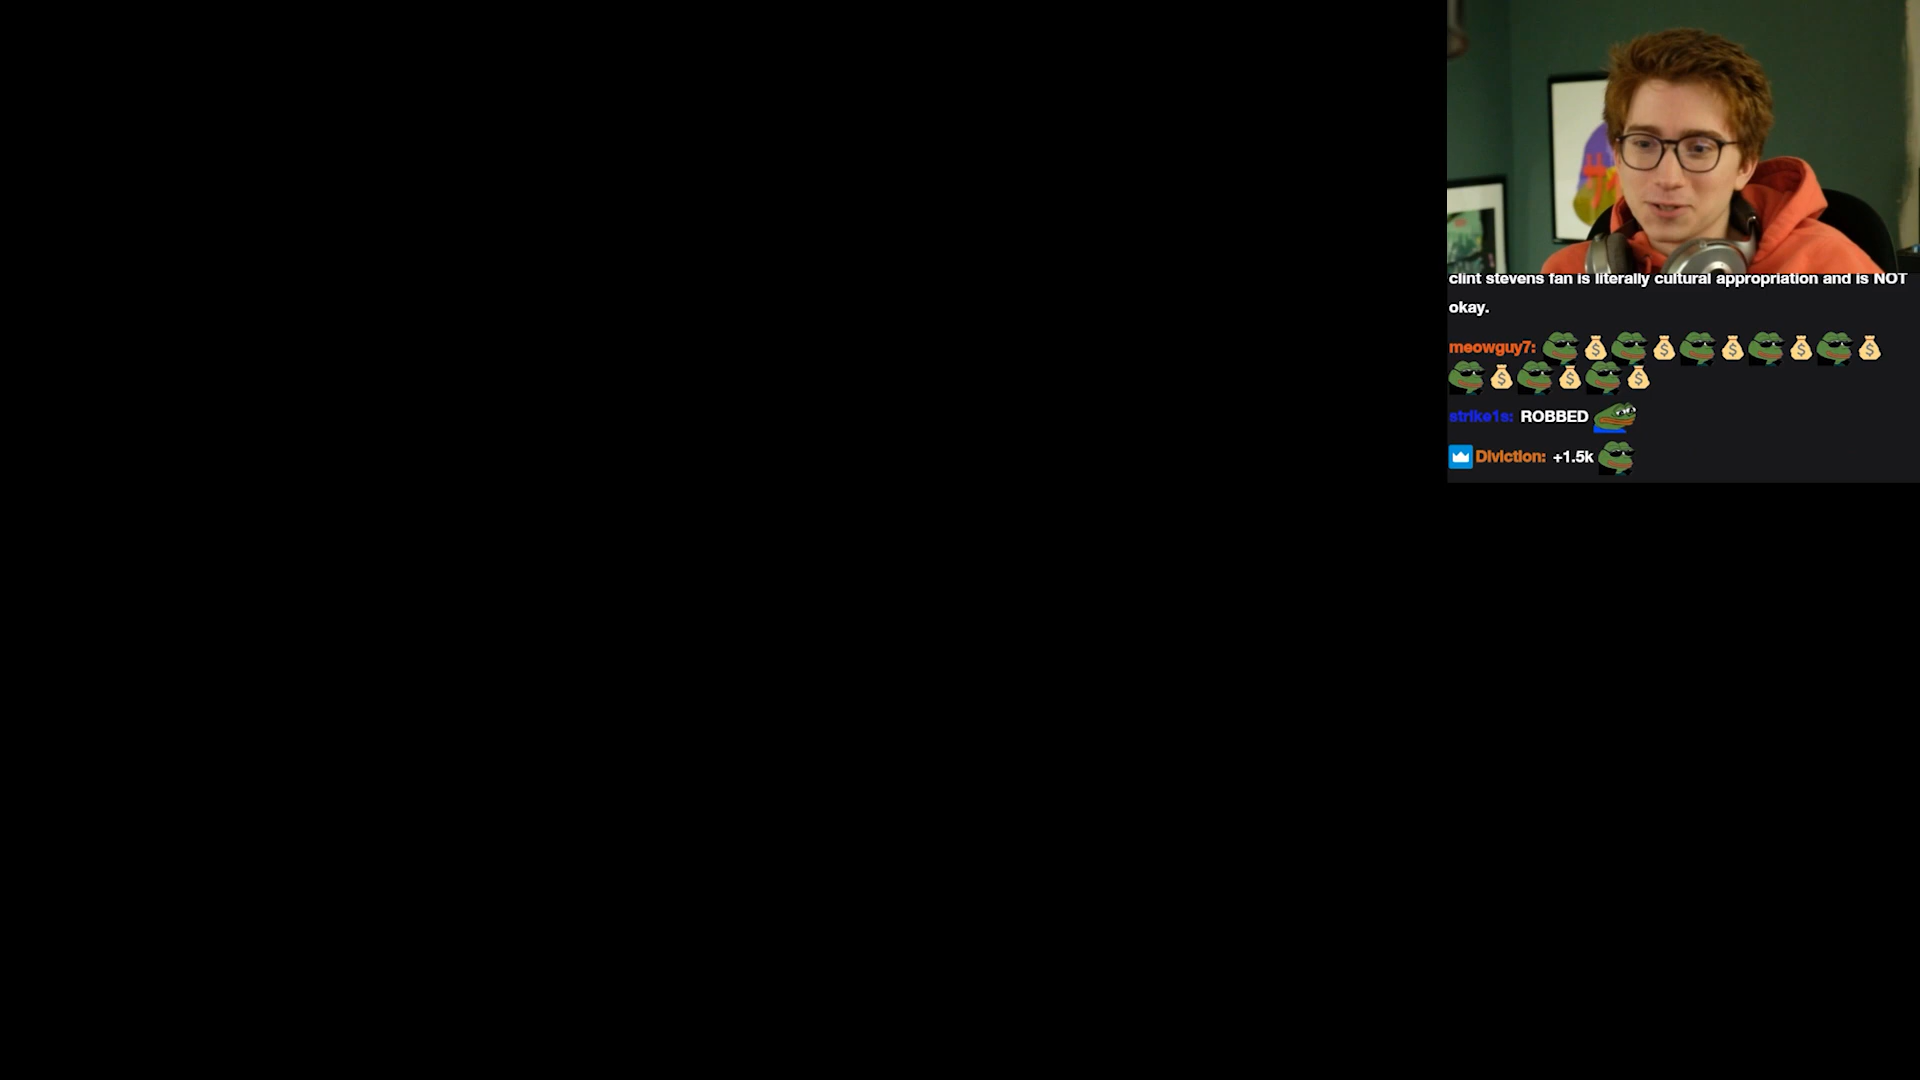 clint stevens fan is literally cultural appropriation and is NOT
okay.
meowguy7:
strike1s: ROBBED
Diviction: +1.5k